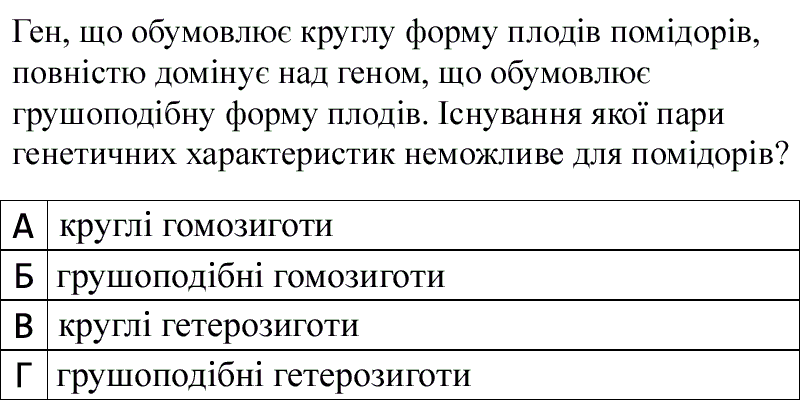 Ген, що обумовлює круглу форму плодів помідорів,
повністю домінує над геном, що обумовлює
грушоподібну форму плодів. Існування якої пари
генетичних характеристик неможливе для помідорів?
А круглі гомозиготи
Б грушоподібні гомозиготи
В круглі гетерозиготи
Г грушоподібні гетерозиготи